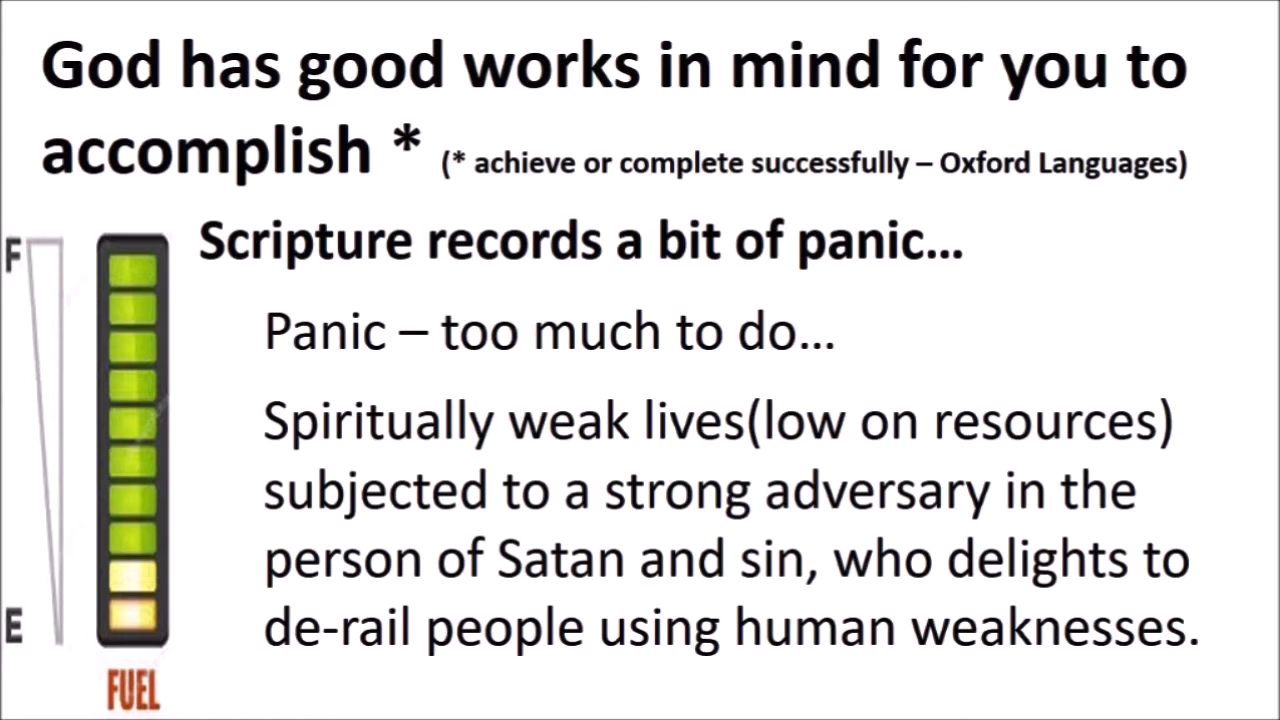 God has good works in mind for you to
accomplish * (* achieve or complete successfully – Oxford Languages)
Scripture records a bit of panic...
F
Panic – too much to do...
Spiritually weak lives(low on resources)
subjected to a strong adversary in the
person of Satan and sin, who delights to
de-rail people using human weaknesses.
E
FUEL